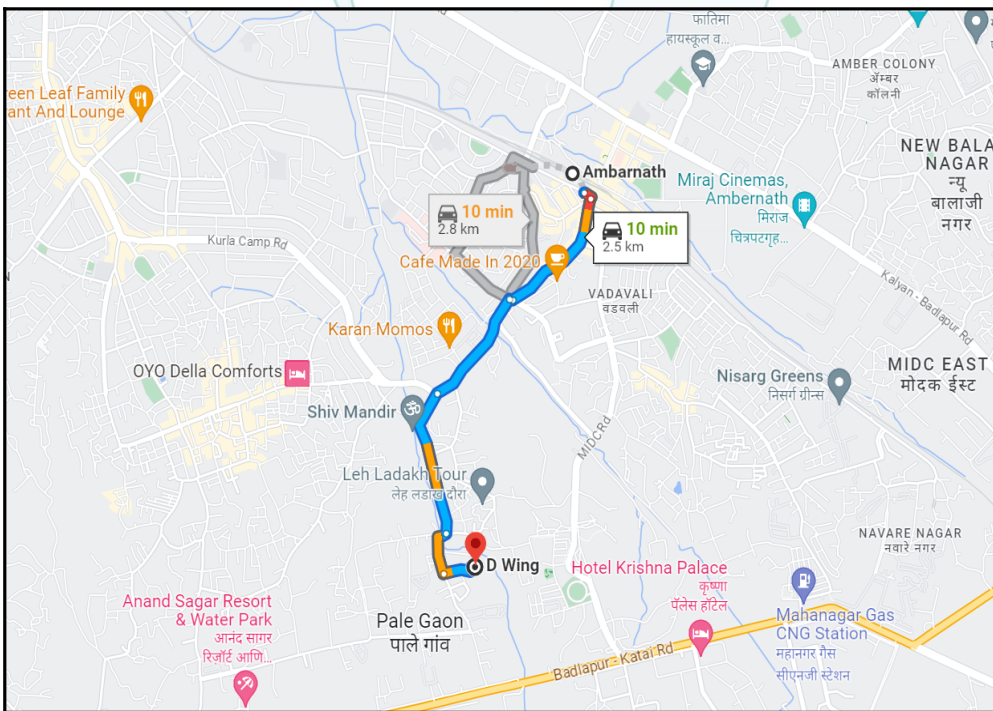 फातिमा
हायस्कूल व...
AMBER COLONY
ॲम्बर
कॉलनी
reen Leaf Family
ant And Lounge
NEW BALA
NAGAR
न्यू
बालाजी
नगर
Ambarnath
Miraj Cinemas,
Ambernath
मिराज
चित्रपटगृह...
10 min
2.8 km
10 min
2.5 km
Kurla Camp Rd
Cafe Made In 2020
Kalyan - Badlapur Rd
VADAVALI
वडवली
Karan Momos
OYO Della Comforts
MIDC EAST
मोदक ईस्ट
Nisarg Greens
निसर्ग ग्रीन्स
Shiv Mandir
MIDC Rd
Leh Ladakh Tour
लेह लडाख दौरा
NAVARE NAGAR
नवारे नगर
D Wing
Hotel Krishna Palace
कृष्णा
पॅलेस हॉटेल
Anand Sagar Resort
& Water Park
आनंद सागर
रिजॉर्ट आणि...
Pale Gaon
पाले गांव
Mahanagar Gas
CNG Station
महानगर गैस
सीएनजी स्टेशन
Badlapur - Katai Rd